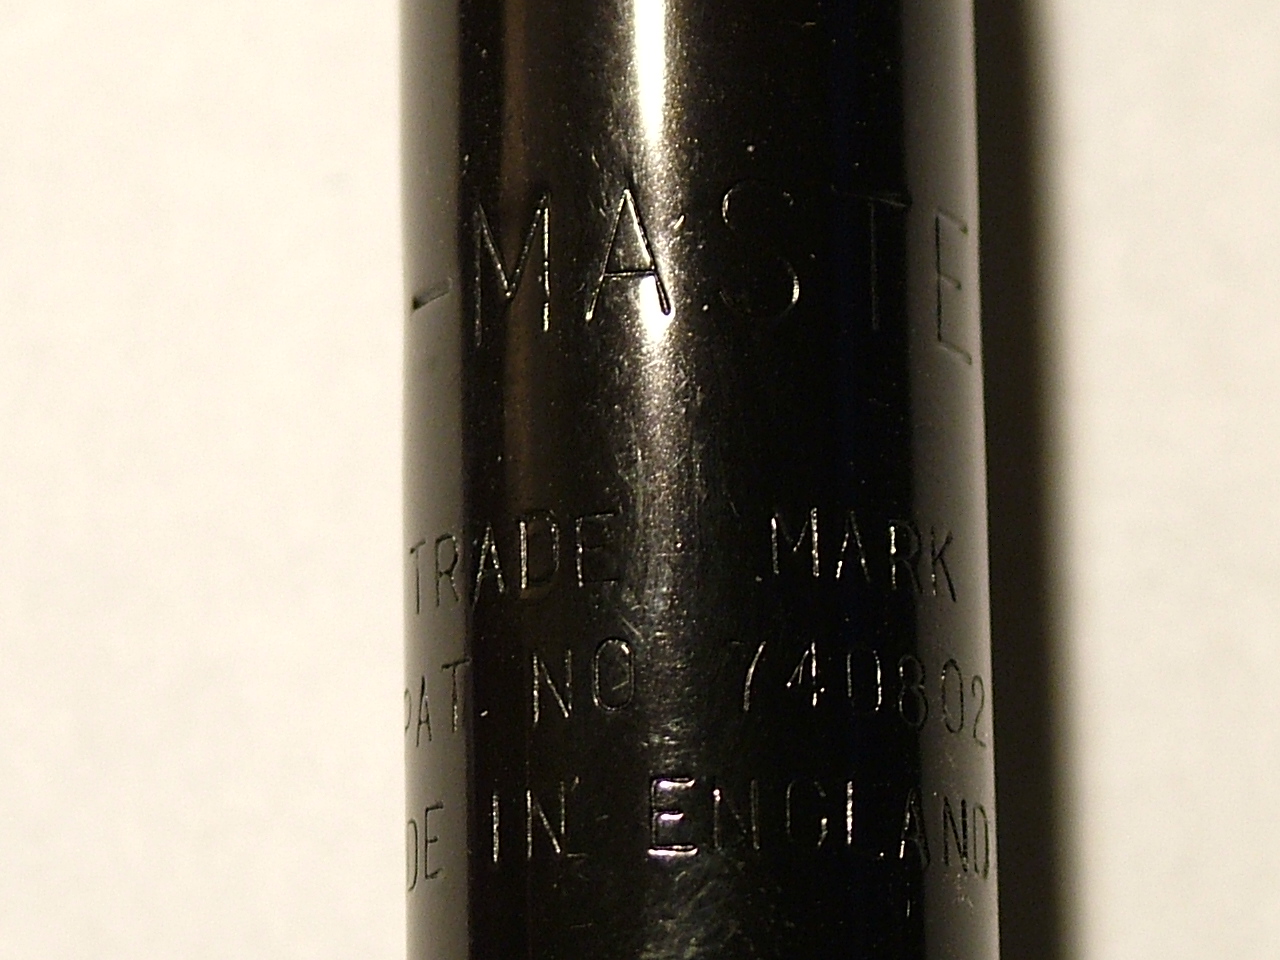 -MASTE
TRADE MARK
PAT NO 740802
DE IN ENGLAND